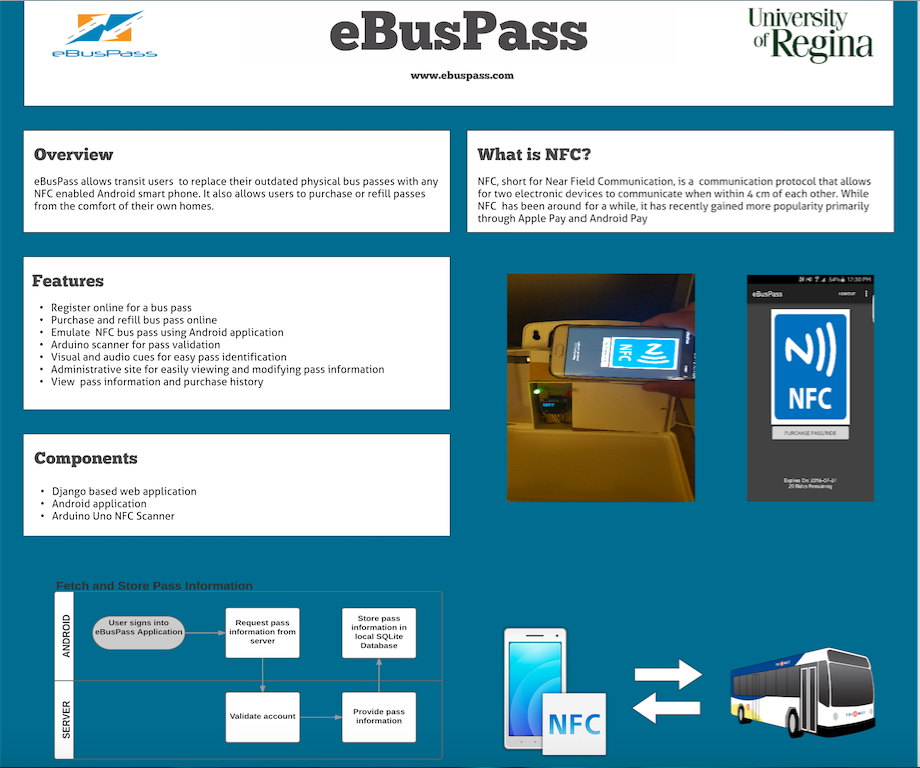 eBusPass
eBusPass
www.ebuspass.com
University
of Regina
Overview
eBusPass allows transit users to replace their outdated physical bus passes with any
NFC enabled Android smart phone. It also allows users to purchase or refill passes
from the comfort of their own homes.
What is NFC?
NFC, short for Near Field Communication, is a communication protocol that allows
for two electronic devices to communicate when within 4 cm of each other. While
NFC has been around for a while, it has recently gained more popularity primarily
through Apple Pay and Android Pay
Features
• Register online for a bus pass
• Purchase and refill bus pass online
• Emulate NFC bus pass using Android application
• Arduino scanner for pass validation
• Visual and audio cues for easy pass identification
• Administrative site for easily viewing and modifying pass information
• View pass information and purchase history
NFC
54% 12:30 PM
eBusPass LOGOUT
NFC
PURCHASE PASS/RIDE
Expires On: 2016-07-21
20 Rides Remaining
Components
• Django based web application
• Android application
• Arduino Uno NFC Scanner
Fetch and Store Pass Information
ANDROID
User signs into
eBusPass Application
Request pass
information from
server
Store pass
information in
local SQLite
Database
SERVER
Validate account
Provide pass
information
NFC